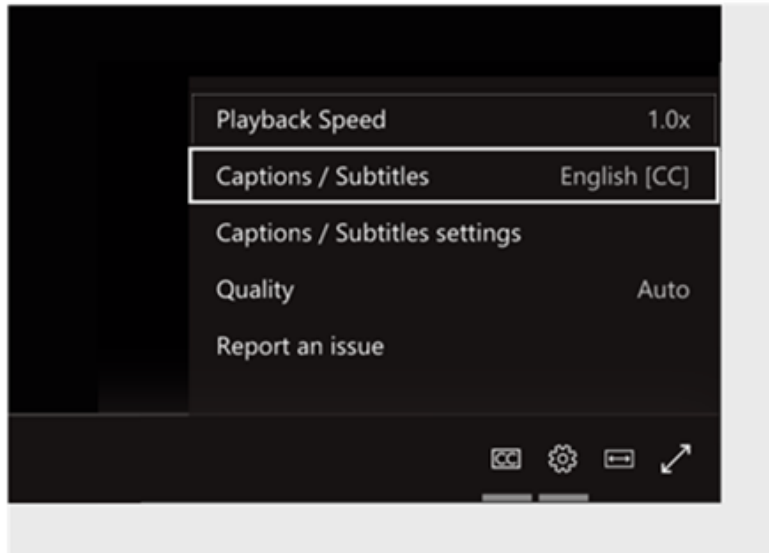 Playback Speed 1.0x
Captions / Subtitles English [CC]
Captions / Subtitles settings
Quality Auto
Report an issue
CC